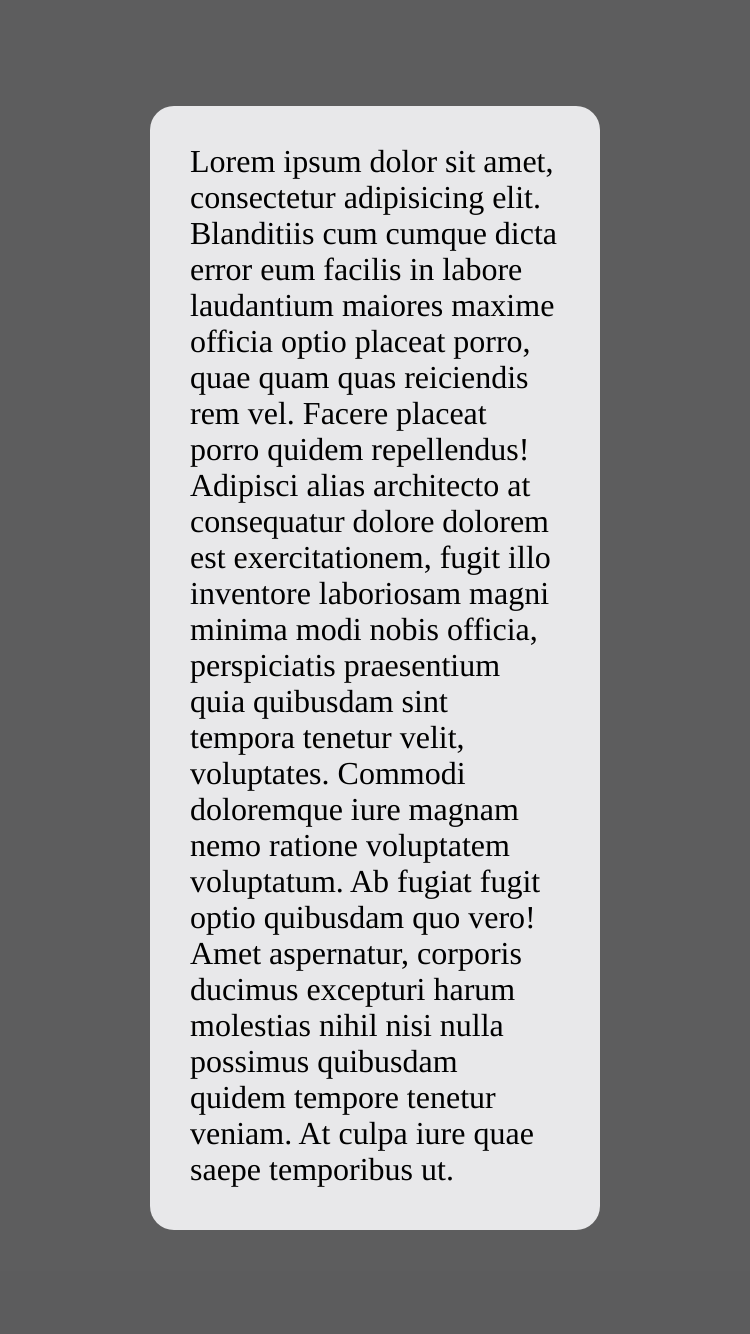 Lorem ipsum dolor sit amet,
consectetur adipisicing elit.
Blanditiis cum cumque dicta
error eum facilis in labore
laudantium maiores maxime
officia optio placeat porro,
quae quam quas reiciendis
rem vel. Facere placeat
porro quidem repellendus!
Adipisci alias architecto at
consequatur dolore dolorem
est exercitationem, fugit illo
inventore laboriosam magni
minima modi nobis officia,
perspiciatis praesentium
quia quibusdam sint
tempora tenetur velit,
voluptates. Commodi
doloremque iure magnam
nemo ratione voluptatem
voluptatum. Ab fugiat fugit
optio quibusdam quo vero!
Amet aspernatur, corporis
ducimus excepturi harum
molestias nihil nisi nulla
possimus quibusdam
quidem tempore tenetur
veniam. At culpa iure quae
saepe temporibus ut.